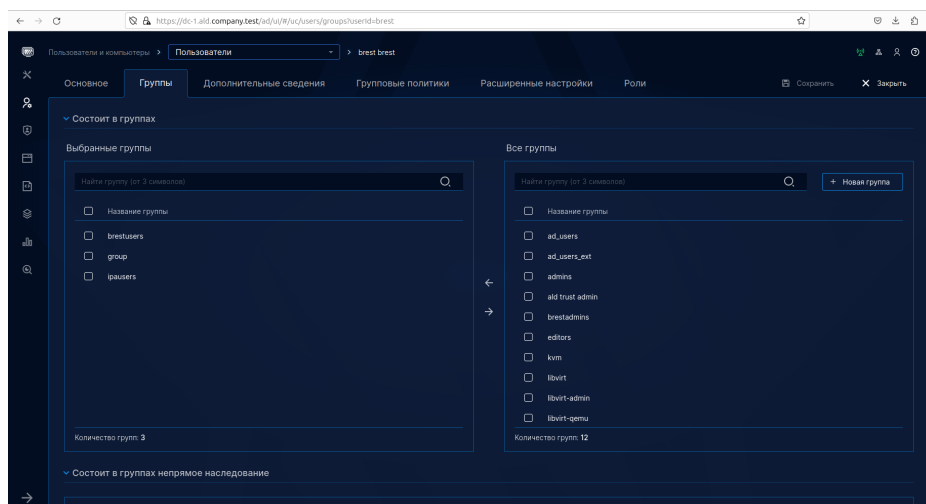 https://dc-1.ald.company.test/ad/ui/#/uc/users/groups?userId=brest
Пользователи и компьютеры > Пользователи > brest brest
Основное Группы Дополнительные сведения Групповые политики Расширенные настройки Роли Сохранить Закрыть
Состоит в группах
Выбранные группы
Найти группу (от 3 символов)
Название группы
brestusers
group
ipausers
Количество групп: 3
Все группы
Найти группу (от 3 символов)
+ Новая группа
Название группы
ad_users
ad_users_ext
admins
ald trust admin
brestadmins
editors
kvm
libvirt
libvirt-admin
libvirt-qemu
Количество групп: 12
Состоит в группах непрямое наследование